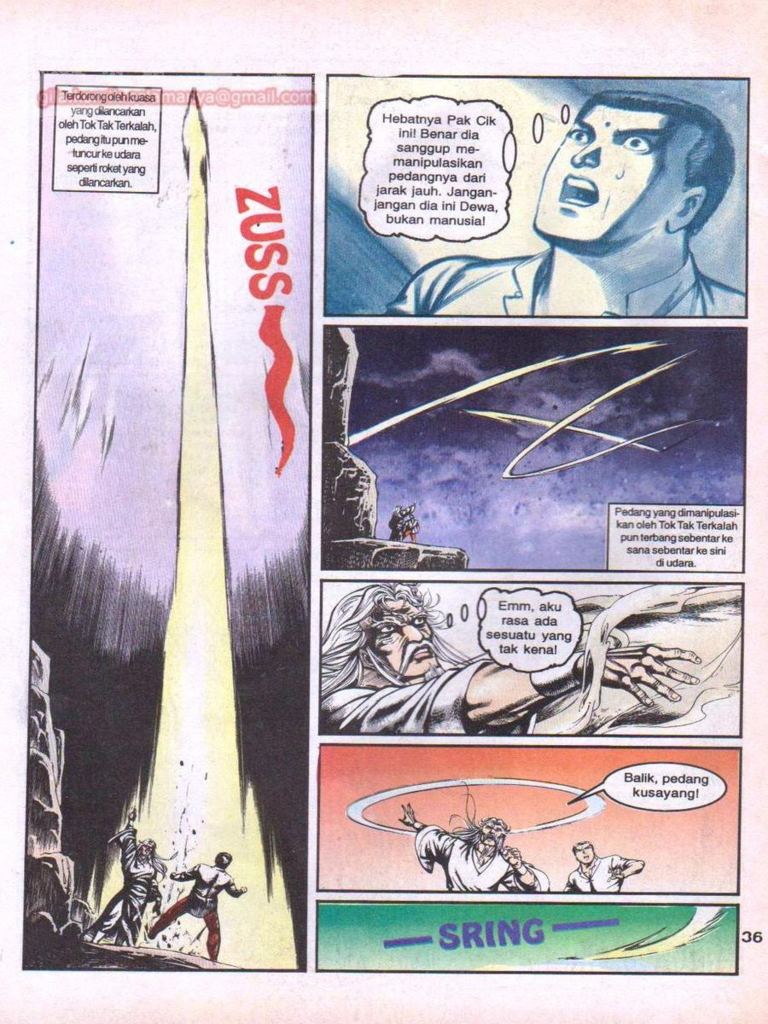 Terdorong oleh kuasa
yang dilancarkan
oleh Tok Tak Terkalah,
pedang itu pun me-
luncur ke udara
seperti roket yang
dilancarkan.
ZUSS
Hebatnya Pak Cik
ini! Benar dia
sanggup me-
manipulasikan
pedangnya dari
jarak jauh. Jangan-
jangan dia ini Dewa,
bukan manusia!
Pedang yang dimanipulasi-
kan oleh Tok Tak Terkalah
pun terbang sebentar ke
sana sebentar ke sini
di udara.
Emm, aku
rasa ada
sesuatu yang
tak kena!
Balik, pedang
kusayang!
SRING
36